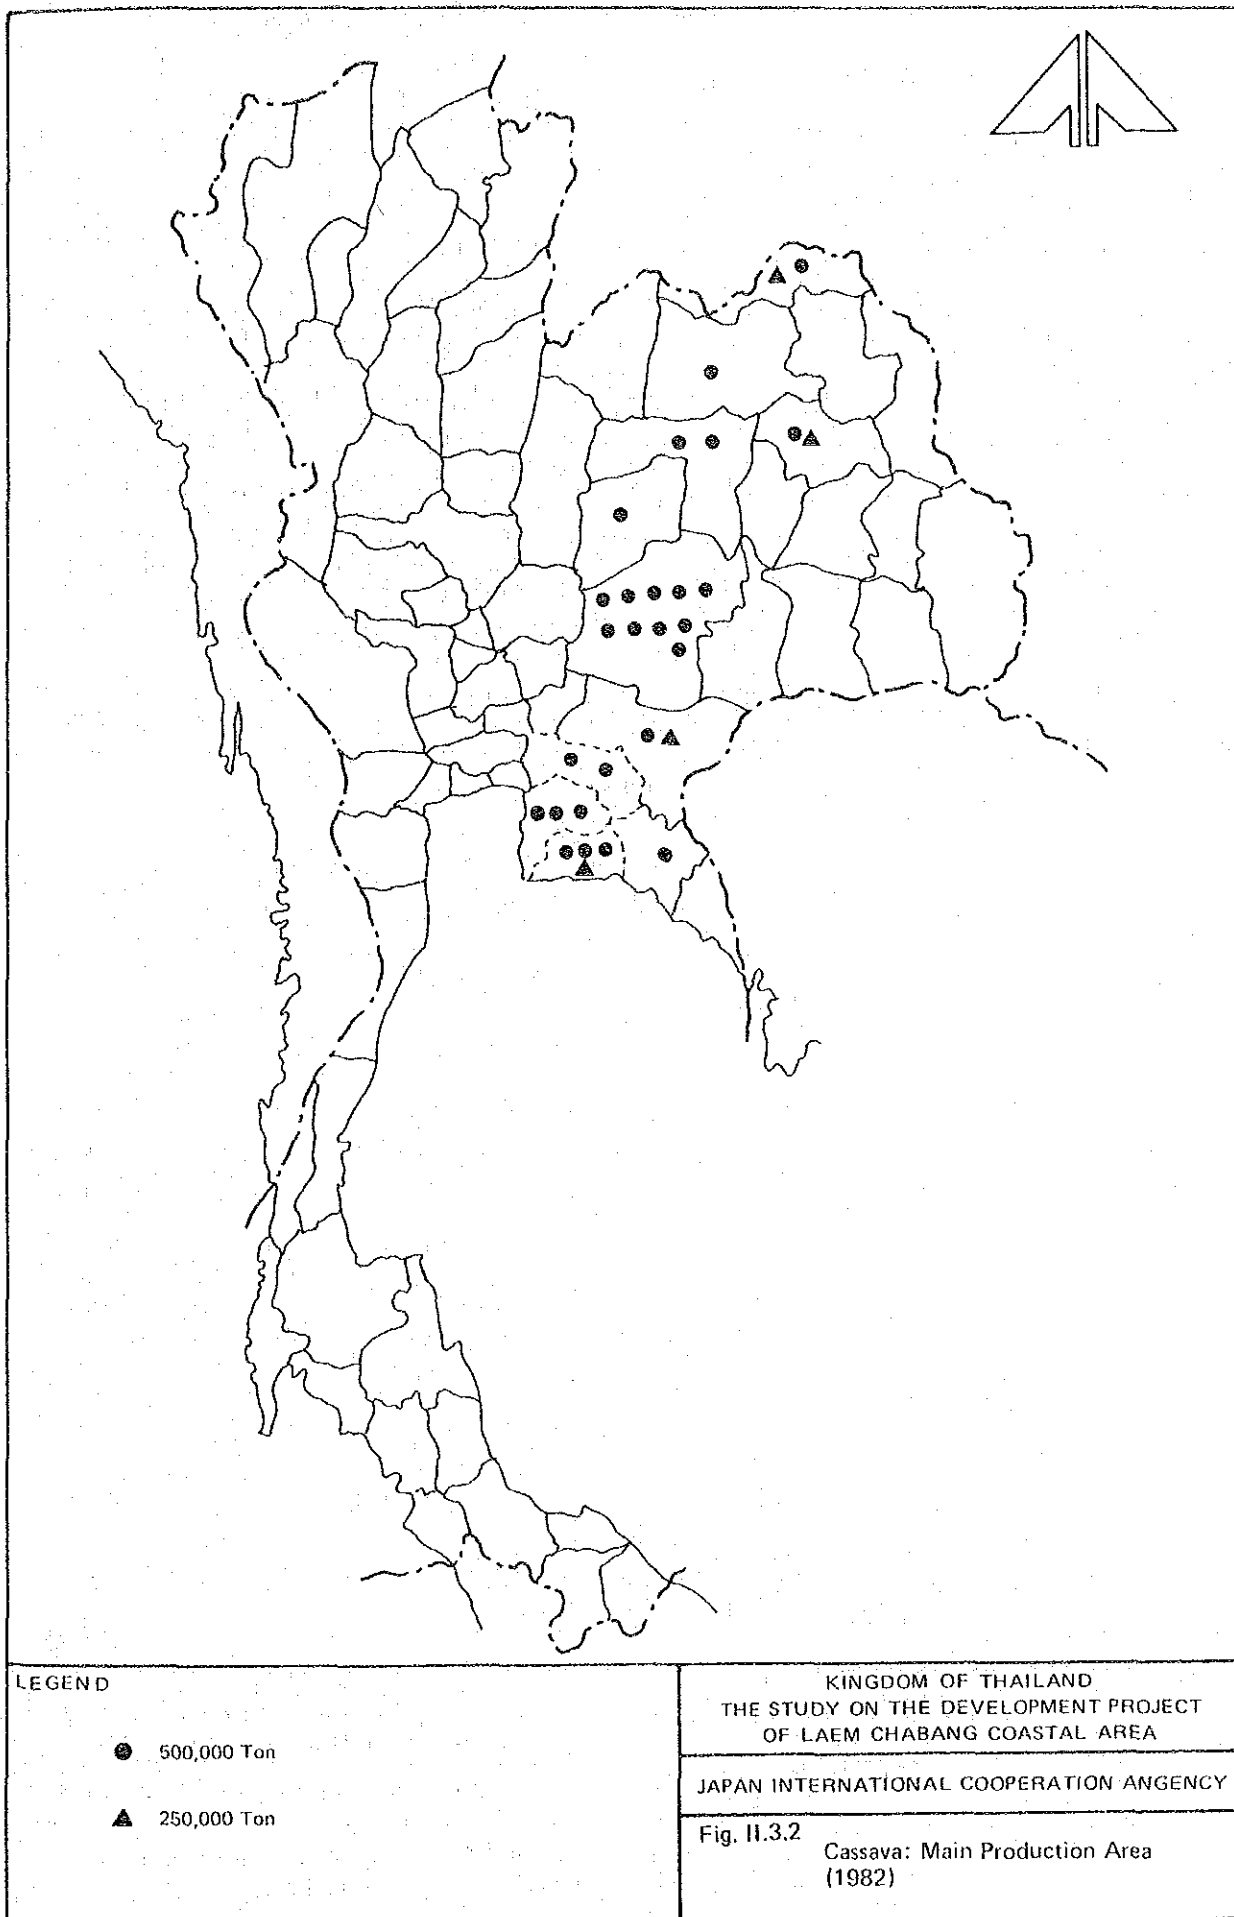 LEGEND
500,000 Ton
250,000 Ton
KINGDOM OF THAILAND
THE STUDY ON THE DEVELOPMENT PROJECT
OF LAEM CHABANG COASTAL AREA
JAPAN INTERNATIONAL COOPERATION ANGENCY
Fig. II.3.2
Cassava: Main Production Area
(1982)